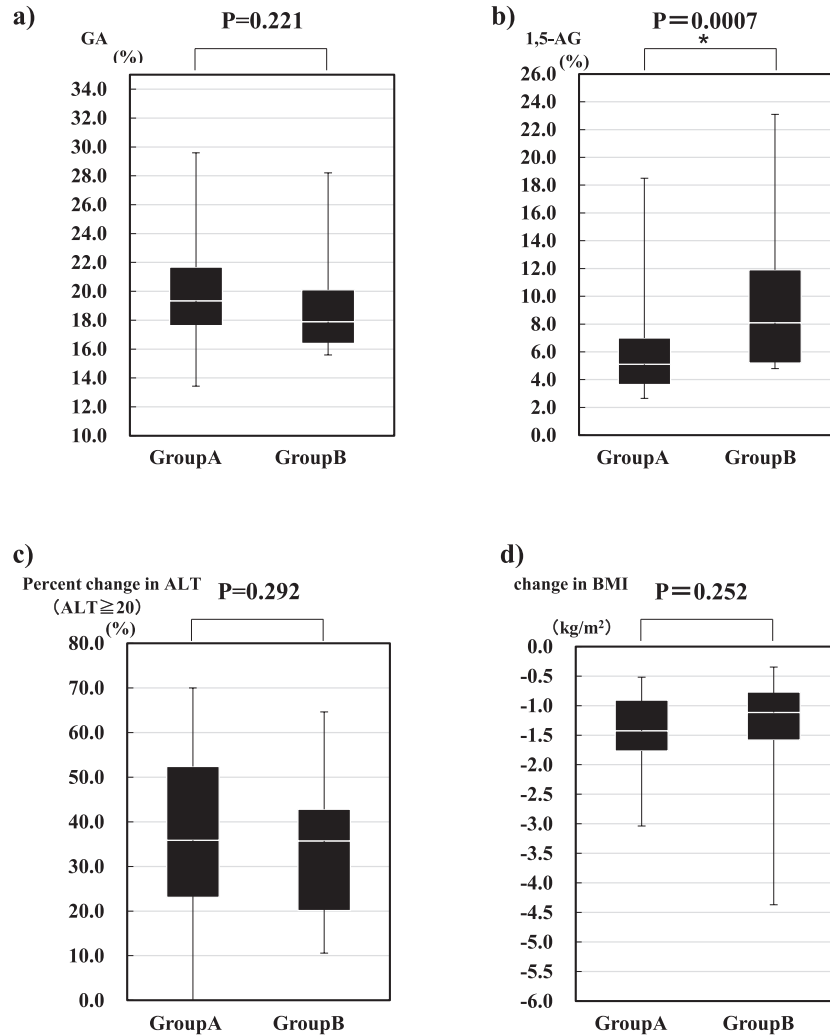 a)
P=0.221
GA
(%)
34.0
32.0
30.0
28.0
26.0
24.0
22.0
20.0
18.0
16.0
14.0
12.0
10.0
GroupA
GroupB
b)
P=0.0007
1,5-AG
*
(%)
26.0
24.0
22.0
20.0
18.0
16.0
14.0
12.0
10.0
8.0
6.0
4.0
2.0
0.0
GroupA
GroupB
c)
Percent change in ALT
(ALT≧20)
P=0.292
(%)
80.0
70.0
60.0
50.0
40.0
30.0
20.0
10.0
0.0
GroupA
GroupB
d)
change in BMI
P=0.252
(kg/m²)
0.0
-0.5
-1.0
-1.5
-2.0
-2.5
-3.0
-3.5
-4.0
-4.5
-5.0
-5.5
-6.0
GroupA
GroupB